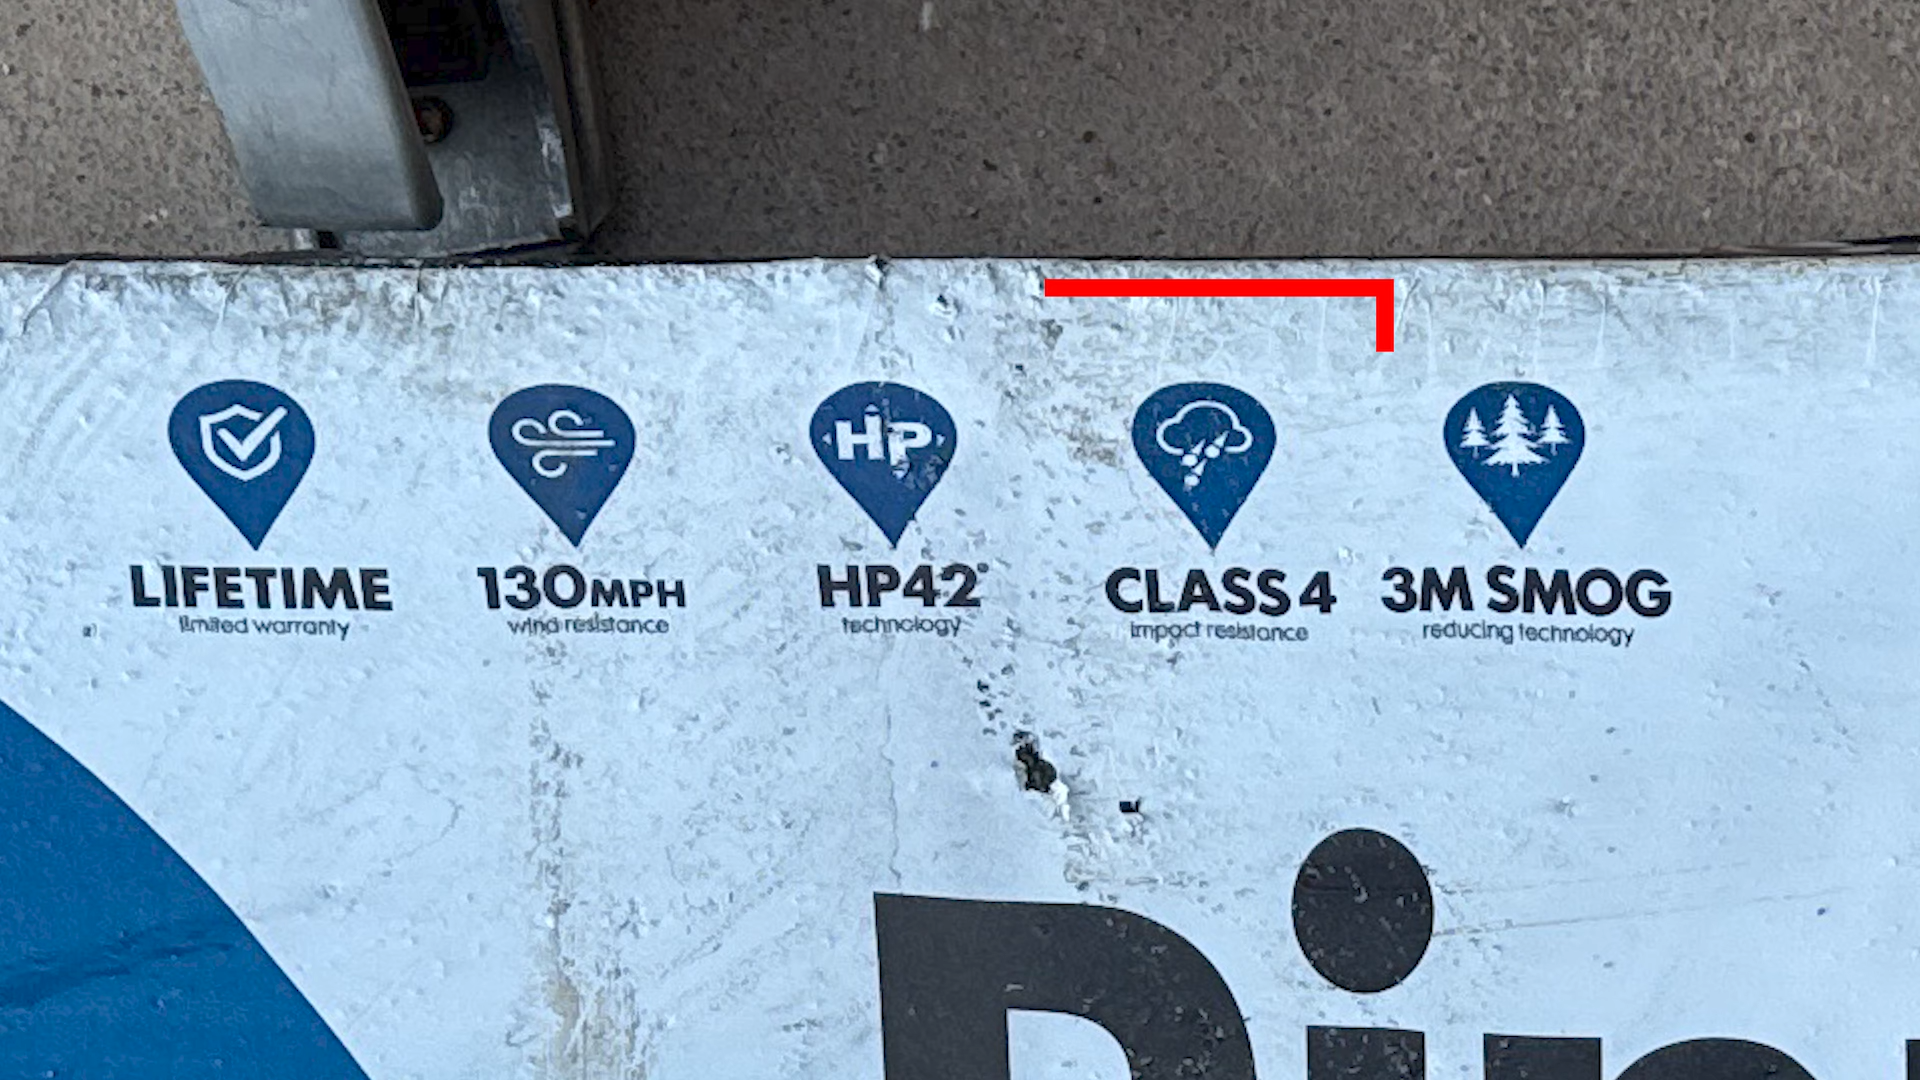 HP
LIFETIME
limited warranty
130MPH
wind resistance
HP42°
technology
CLASS 4
impact resistance
3M SMOG
reducing technology